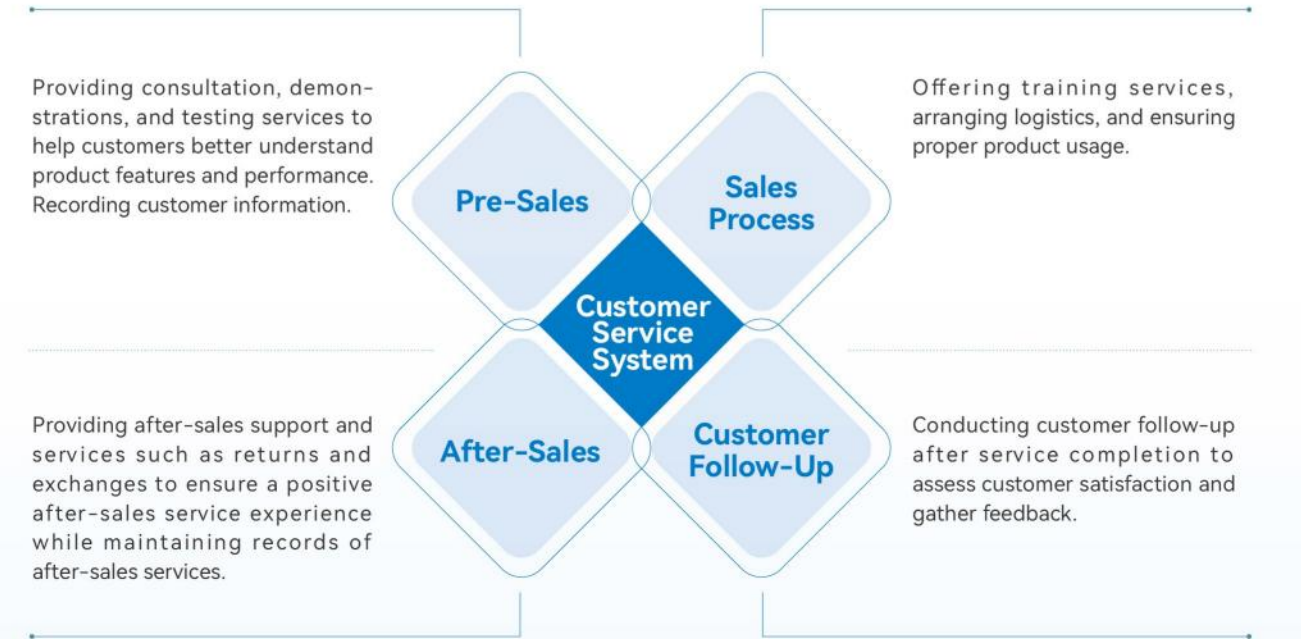 Providing consultation, demon-
strations, and testing services to
help customers better understand
product features and performance.
Recording customer information.
Pre-Sales
Sales
Process
Offering training services,
arranging logistics, and ensuring
proper product usage.
Customer
Service
System
Providing after-sales support and
services such as returns and
exchanges to ensure a positive
after-sales service experience
while maintaining records of
after-sales services.
After-Sales
Customer
Follow-Up
Conducting customer follow-up
after service completion to
assess customer satisfaction and
gather feedback.